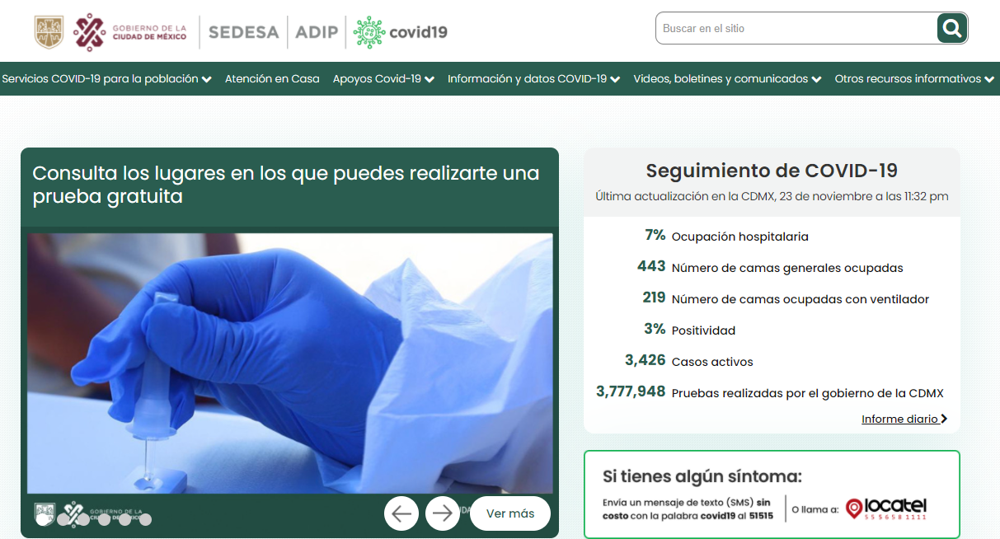 GOBIERNO DE LA
CIUDAD DE MÉXICO
SEDESA
ADIP
covid19
Buscar en el sitio
Servicios COVID-19 para la población
Atención en Casa
Apoyos Covid-19
Información y datos COVID-19
Videos, boletines y comunicados
Otros recursos informativos
Consulta los lugares en los que puedes realizarte una
prueba gratuita
GOBIERNO DE LA
Ver más
Seguimiento de COVID-19
Última actualización en la CDMX, 23 de noviembre a las 11:32 pm
7% Ocupación hospitalaria
443 Número de camas generales ocupadas
219 Número de camas ocupadas con ventilador
3% Positividad
3,426 Casos activos
3,777,948 Pruebas realizadas por el gobierno de la CDMX
Informe diario
Si tienes algún síntoma:
Envía un mensaje de texto (SMS) sin
costo con la palabra covid19 al 51515
O llama a:
locatel
5556581111